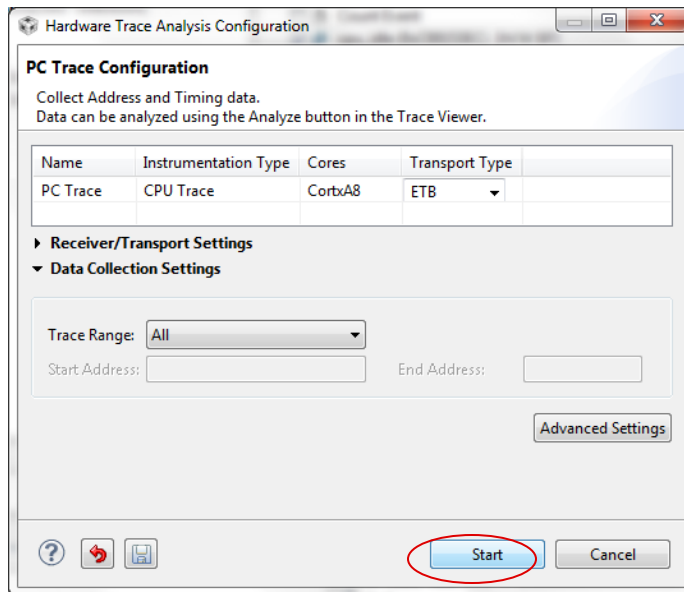 Hardware Trace Analysis Configuration
PC Trace Configuration
Collect Address and Timing data.
Data can be analyzed using the Analyze button in the Trace Viewer.
Name Instrumentation Type Cores Transport Type
PC Trace CPU Trace CortxA8 ETB
Receiver/Transport Settings
Data Collection Settings
Trace Range: All
Start Address: End Address:
Advanced Settings
Start Cancel